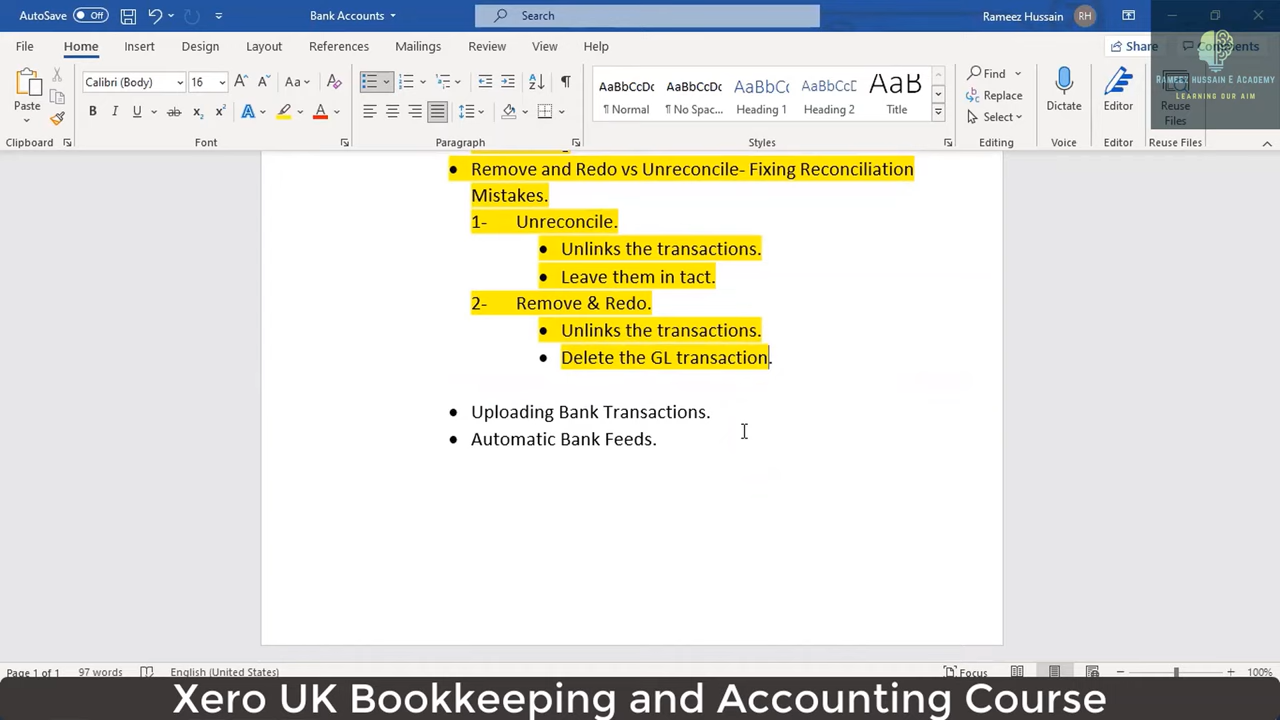 AutoSave Off Bank Accounts Search Rameez Hussain RH
File Home Insert Design Layout References Mailings Review View Help Share Comments
Paste Calibri (Body) 16 Aa AaBbCcDc AaBbCcDc AaBbCc AaBbCcC AaB Find Replace Select Dictate Editor Reuse Files
¶ Normal ¶ No Spac... Heading 1 Heading 2 Title
Clipboard Font Paragraph Styles Editing Voice Editor Reuse Files
RAMEEZ HUSSAIN E ACADEMY
LEARNING OUR AIM
• Remove and Redo vs Unreconcile- Fixing Reconciliation
Mistakes.
1- Unreconcile.
• Unlinks the transactions.
• Leave them in tact.
2- Remove & Redo.
• Unlinks the transactions.
• Delete the GL transaction.
• Uploading Bank Transactions.
• Automatic Bank Feeds.
Page 1 of 1 97 words English (United States) Focus 100%
Xero UK Bookkeeping and Accounting Course